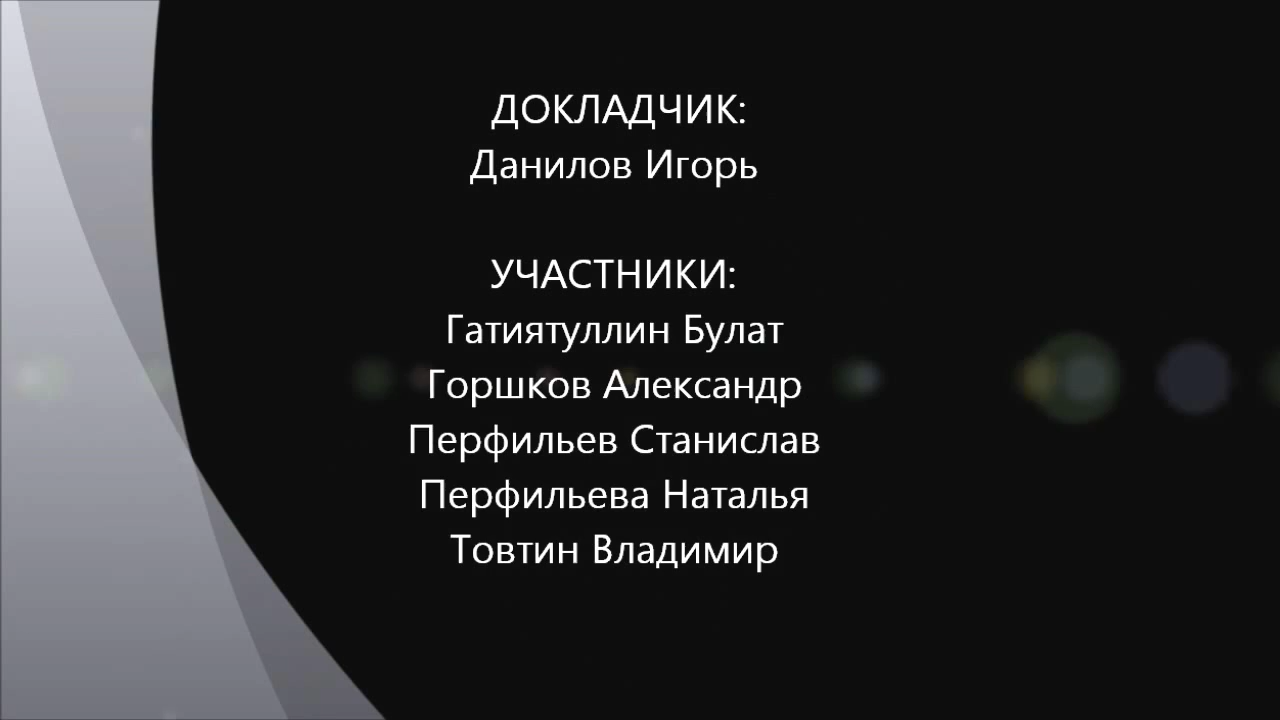 ДОКЛАДЧИК:
Данилов Игорь
УЧАСТНИКИ:
Гатиятуллин Булат
Горшков Александр
Перфильев Станислав
Перфильева Наталья
Товтин Владимир